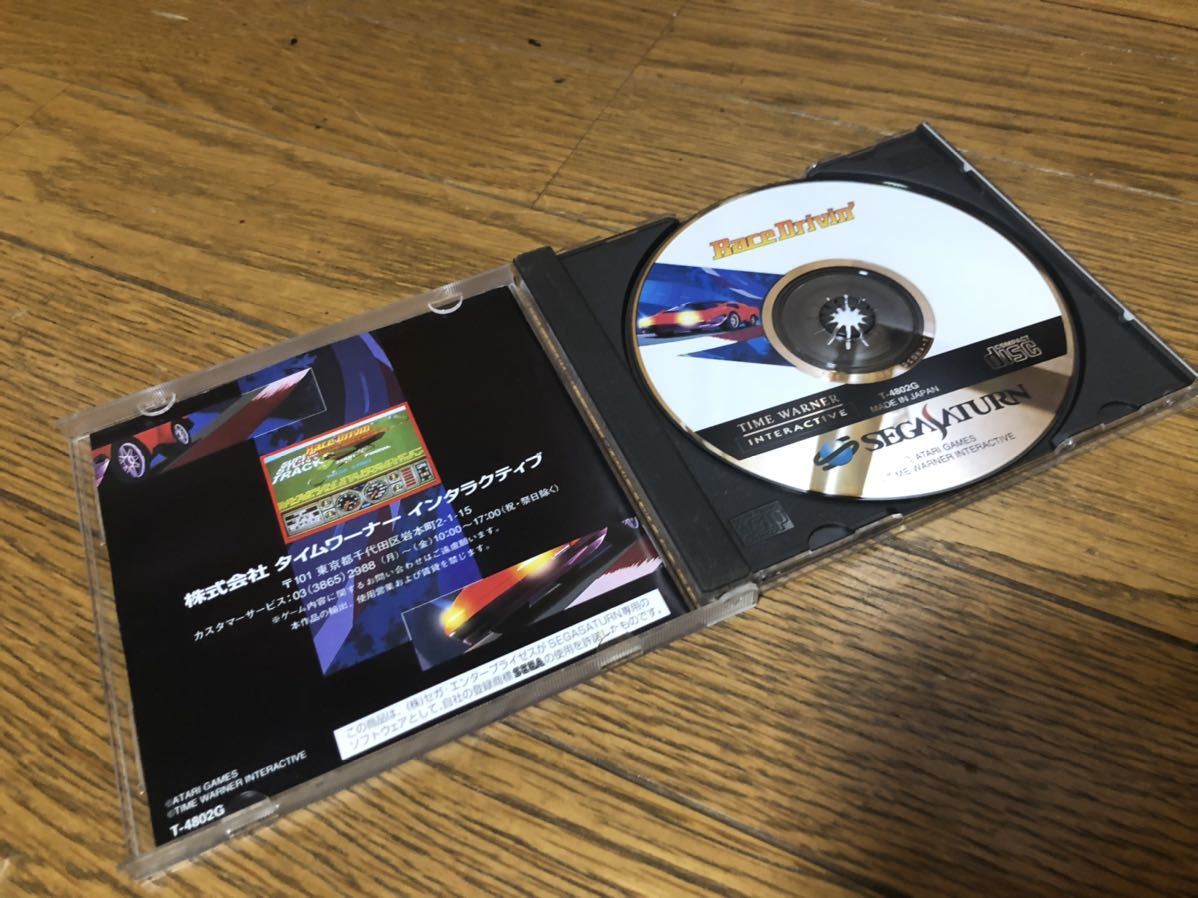 Race Drivin'
COMPACT
disc
T-4802G
MADE IN JAPAN
TIME WARNER
INTERACTIVE
SEGA SATURN
ATARI GAMES
TIME WARNER INTERACTIVE
Race Drivin'
TRACK
株式会社 タイムワーナー インタラクティブ
〒101 東京都千代田区岩本町2-1-15
カスタマーサービス:03(3865)2988 (月)〜(金)10:00〜17:00(祝・祭日除く)
※ゲーム内容に関するお問い合わせはご遠慮願います。
本作品の輸出、使用営業および賃貸を禁じます。
この商品は、(株)セガ・エンタープライゼスがSEGASATURN専用の
ソフトウェアとして、自社の登録商標SEGAの使用を許諾したものです。
©ATARI GAMES
©TIME WARNER INTERACTIVE
T-4802G